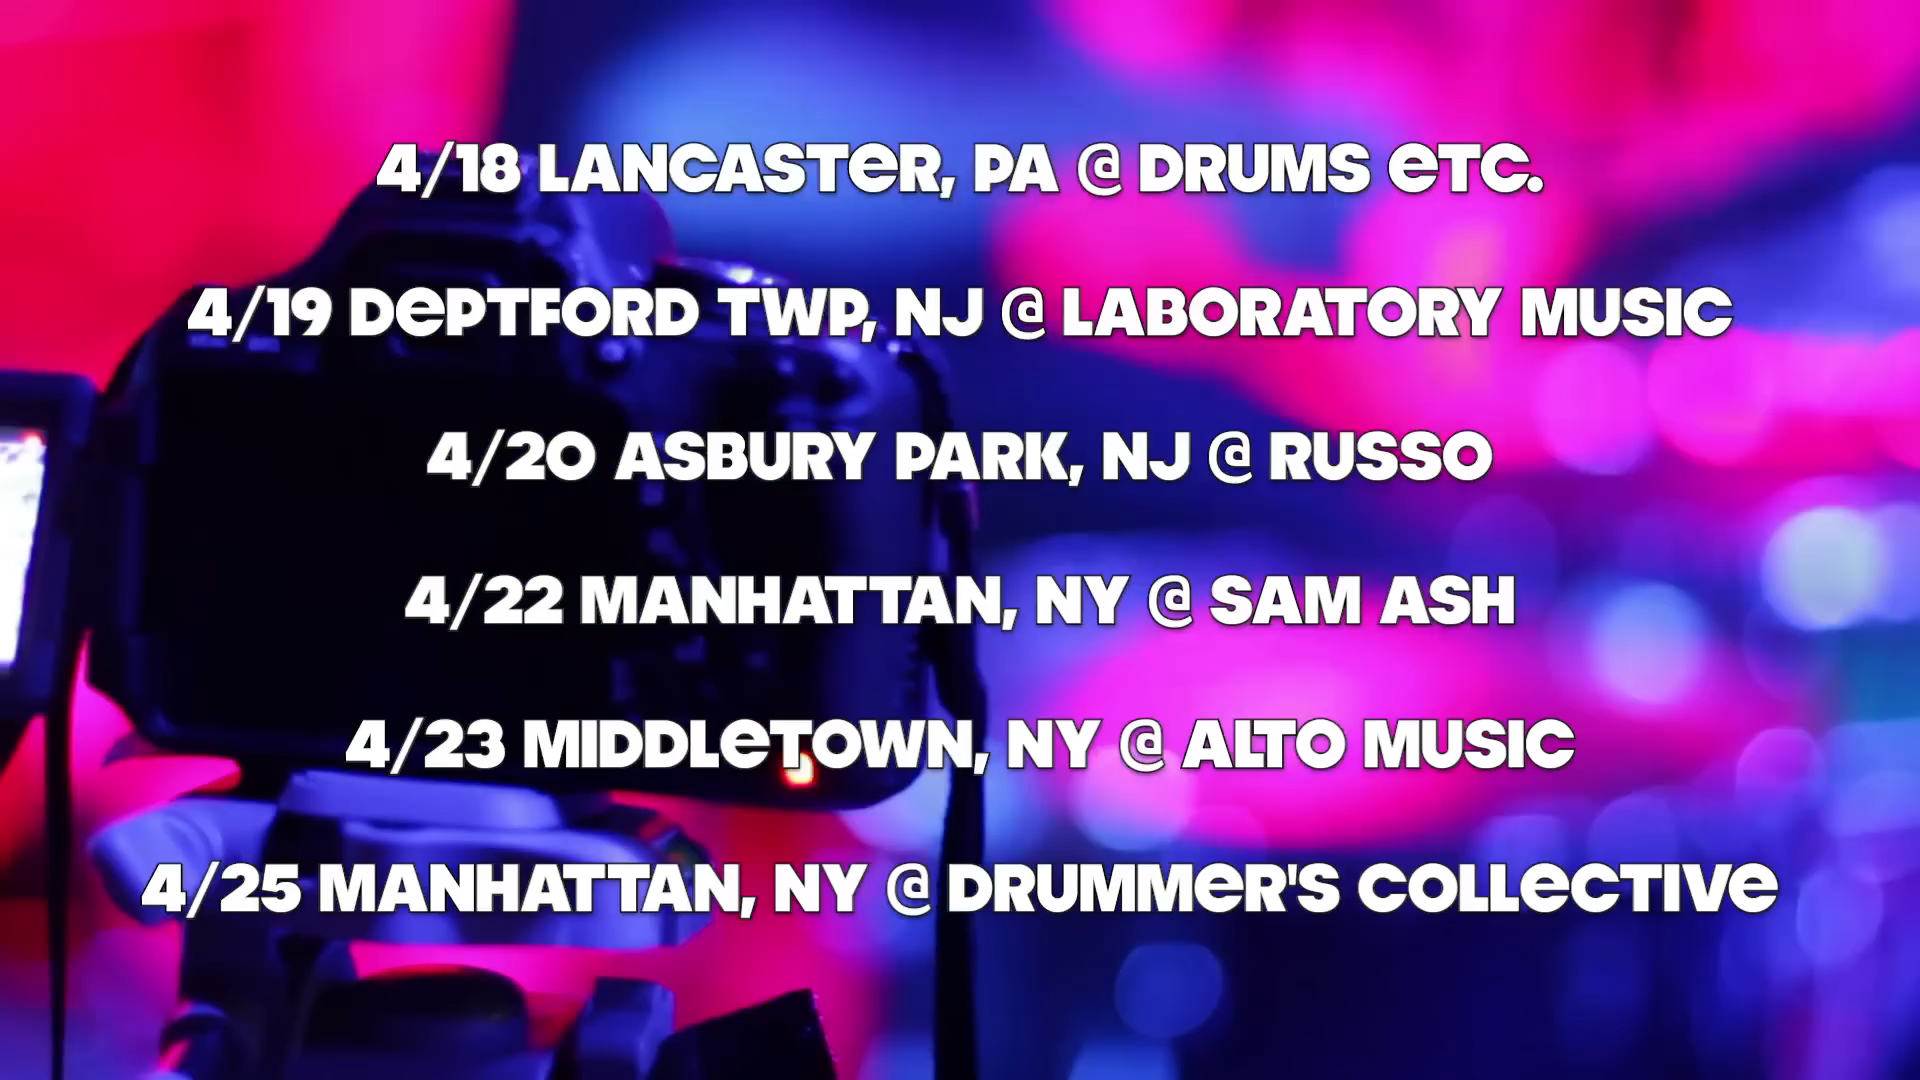 4/18 LANCASTER, PA @ DRUMS ETC.
4/19 DEPTFORD TWP, NJ @ LABORATORY MUSIC
4/20 ASBURY PARK, NJ @ RUSSO
4/22 MANHATTAN, NY @ SAM ASH
4/23 MIDDLETOWN, NY @ ALTO MUSIC
4/25 MANHATTAN, NY @ DRUMMER'S COLLECTIVE